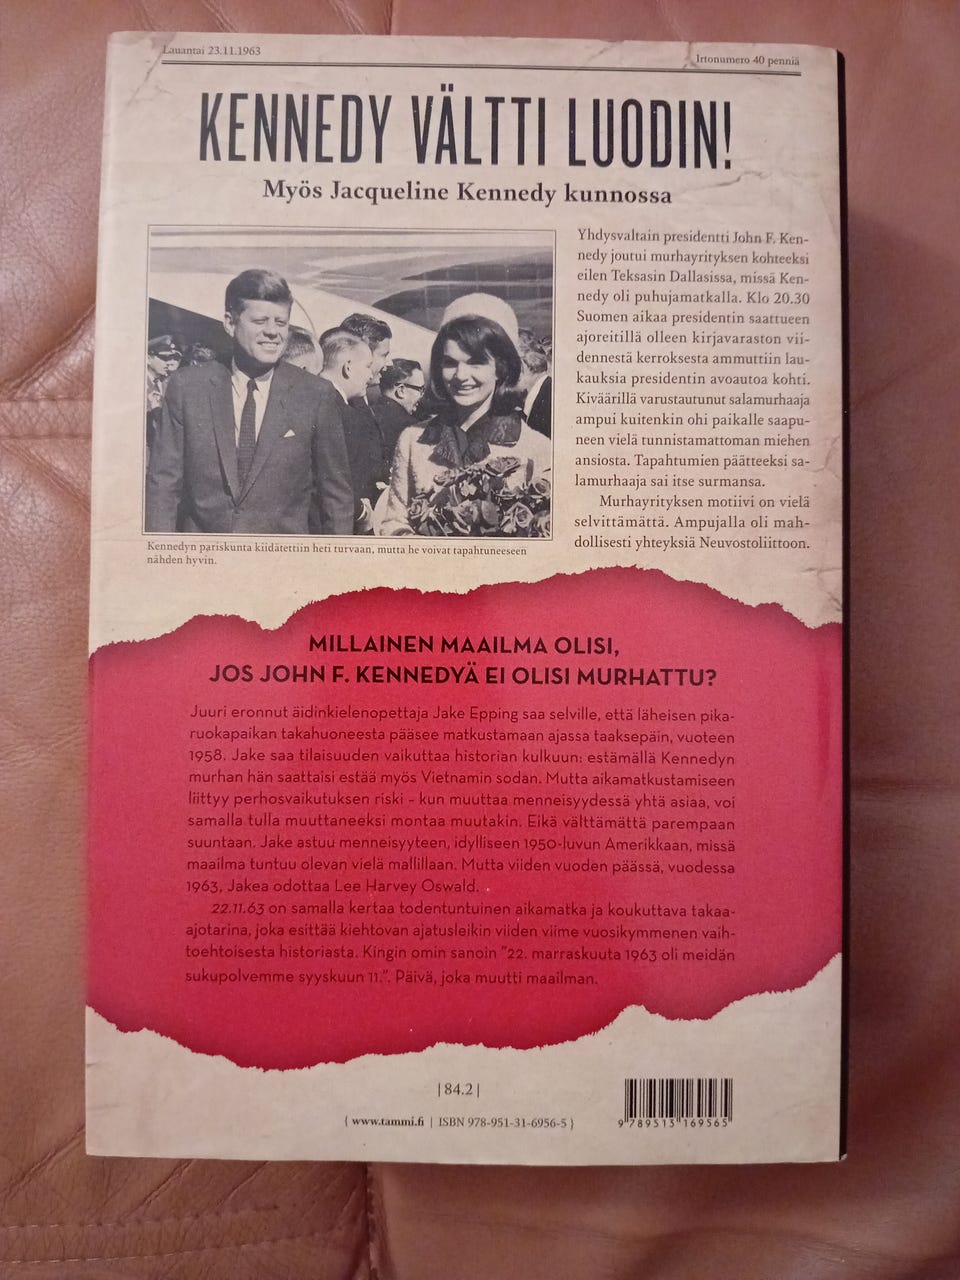 Lauantai 23.11.1963
Irtonumero 40 penniä
KENNEDY VÄLTTI LUODIN!
Myös Jacqueline Kennedy kunnossa
Yhdysvaltain presidentti John F. Ken-
nedy joutui murhayrityksen kohteeksi
eilen Teksasin Dallasissa, missä Ken-
nedy oli puhujamatkalla. Klo 20.30
Suomen aikaa presidentin saattueen
ajoreitillä olleen kirjavaraston vii-
dennestä kerroksesta ammuttiin lau-
kauksia presidentin avoautoa kohti.
Kiväärillä varustautunut salamurhaaja
ampui kuitenkin ohi paikalle saapu-
neen vielä tunnistamattoman miehen
ansiosta. Tapahtumien päätteeksi sa-
lamurhaaja sai itse surmansa.
Murhayrityksen motiivi on vielä
selvittämättä. Ampujalla oli mah-
dollisesti yhteyksiä Neuvostoliittoon.
Kennedyn pariskunta kiidätettiin heti turvaan, mutta he voivat tapahtuneeseen
nähden hyvin.
MILLAINEN MAAILMA OLISI,
JOS JOHN F. KENNEDYÄ EI OLISI MURHATTU?
Juuri eronnut äidinkielenopettaja Jake Epping saa selville, että läheisen pika-
ruokapaikan takahuoneesta pääsee matkustamaan ajassa taaksepäin, vuoteen
1958. Jake saa tilaisuuden vaikuttaa historian kulkuun: estämällä Kennedyn
murhan hän saattaisi estää myös Vietnamin sodan. Mutta aikamatkustamiseen
liittyy perhosvaikutuksen riski – kun muuttaa menneisyydessä yhtä asiaa, voi
samalla tulla muuttaneeksi montaa muutakin. Eikä välttämättä parempaan
suuntaan. Jake astuu menneisyyteen, idylliseen 1950-luvun Amerikkaan, missä
maailma tuntuu olevan vielä mallillaan. Mutta viiden vuoden päässä, vuodessa
1963, Jakea odottaa Lee Harvey Oswald.
22.11.63 on samalla kertaa todentuntuinen aikamatka ja koukuttava takaa-
ajotarina, joka esittää kiehtovan ajatusleikin viiden viime vuosikymmenen vaih-
toehtoisesta historiasta. Kingin omin sanoin "22. marraskuuta 1963 oli meidän
sukupolvemme syyskuun 11.". Päivä, joka muutti maailman.
| 84.2 |
{ www.tammi.fi | ISBN 978-951-31-6956-5 }
9 789513 169565